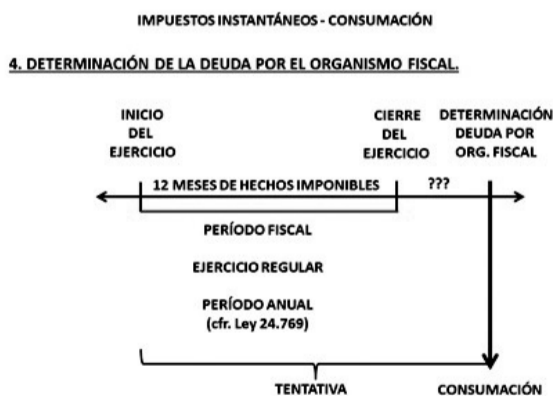 IMPUESTOS INSTANTÁNEOS - CONSUMACIÓN
4. DETERMINACIÓN DE LA DEUDA POR EL ORGANISMO FISCAL.
INICIO DEL EJERCICIO
CIERRE DEL EJERCICIO
DETERMINACIÓN DEUDA POR ORG. FISCAL
12 MESES DE HECHOS IMPONIBLES
???
PERÍODO FISCAL
EJERCICIO REGULAR
PERÍODO ANUAL
(cfr. Ley 24.769)
TENTATIVA
CONSUMACIÓN